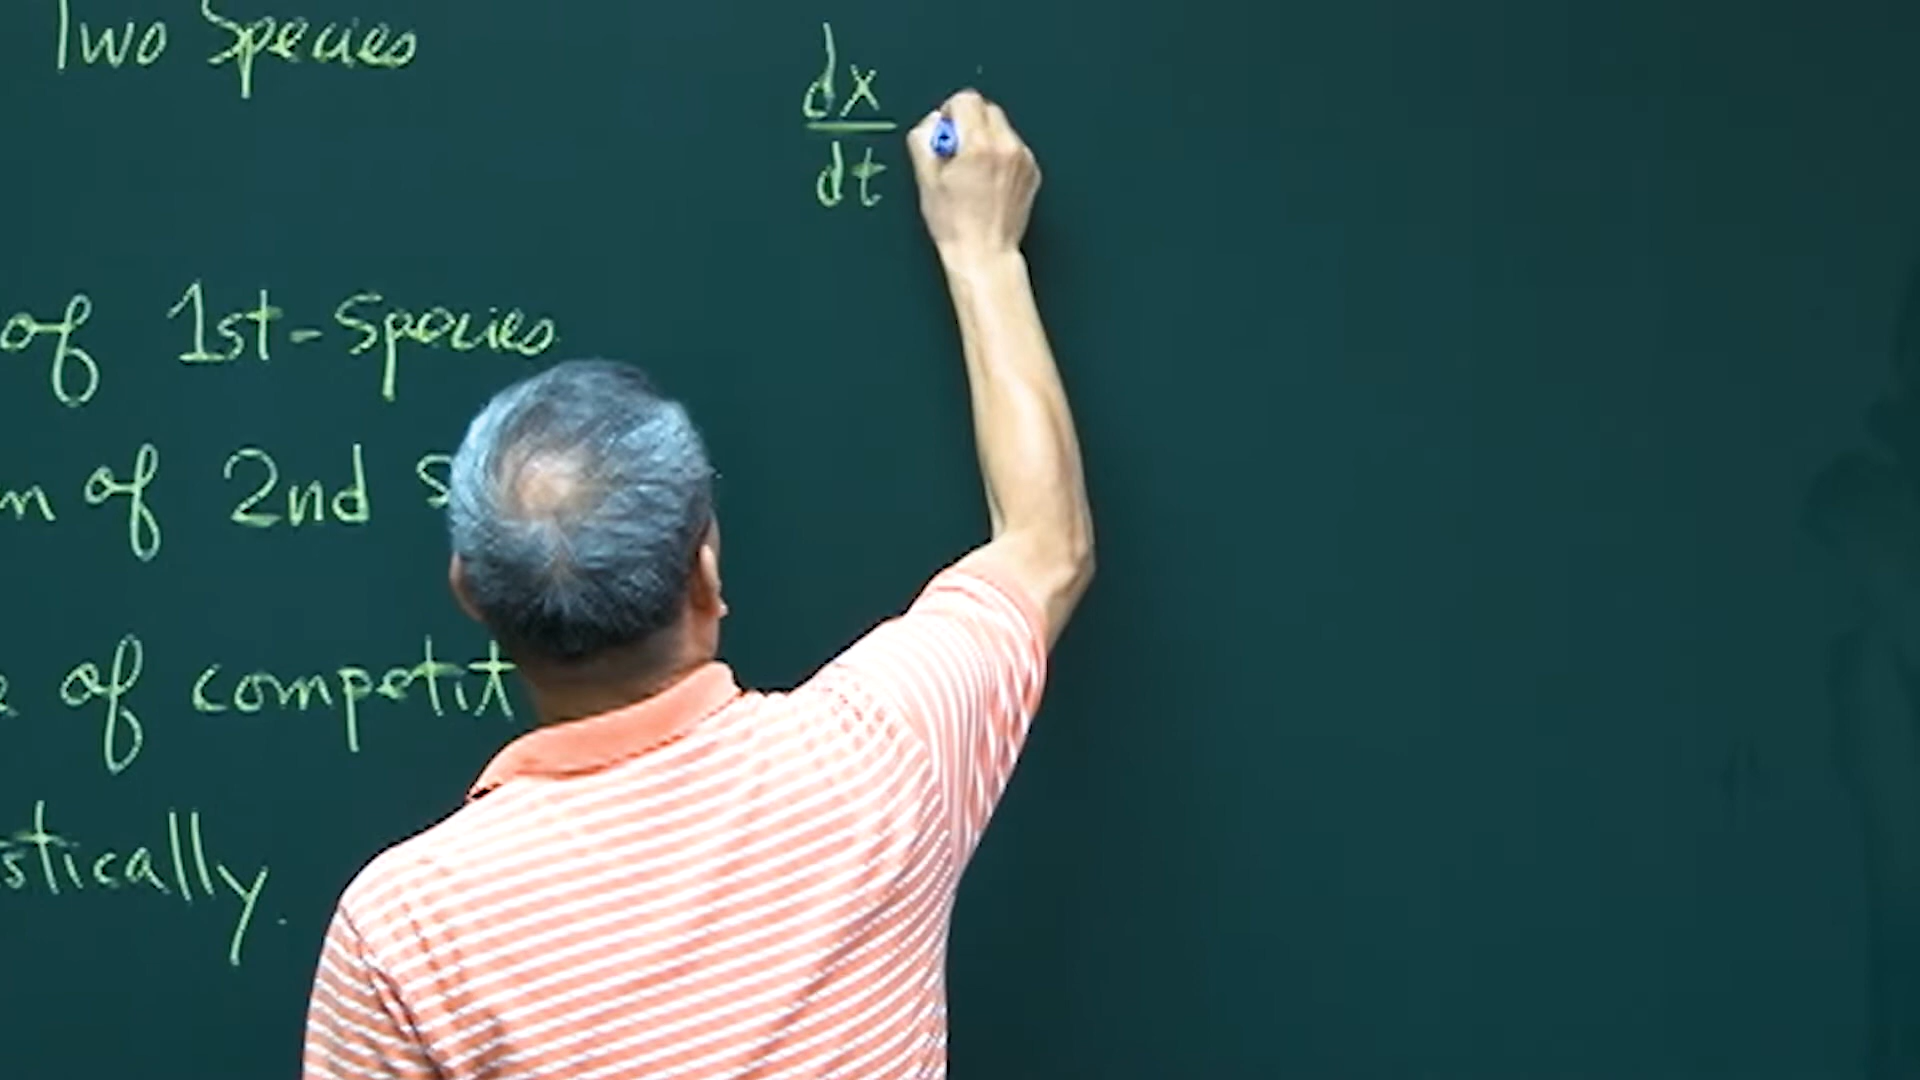 Two Species
dx
dt
of 1st-Species
of 2nd
of competit
stically.